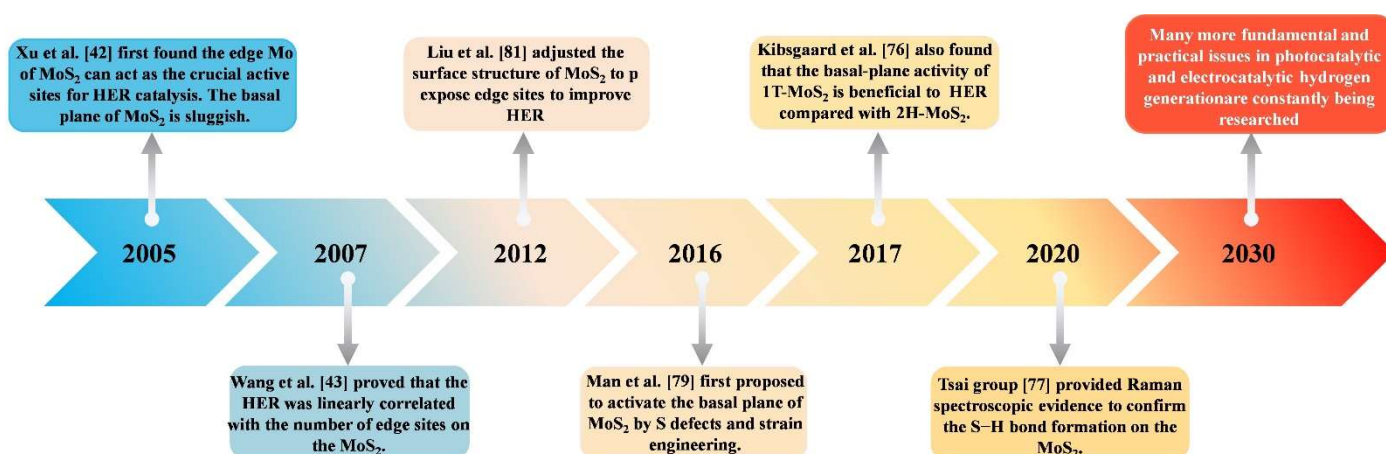 Xu et al. [42] first found the edge Mo
of MoS₂ can act as the crucial active
sites for HER catalysis. The basal
plane of MoS₂ is sluggish.
Liu et al. [81] adjusted the
surface structure of MoS₂ to p
expose edge sites to improve
HER
Kibsgaard et al. [76] also found
that the basal-plane activity of
1T-MoS₂ is beneficial to HER
compared with 2H-MoS₂.
Many more fundamental and
practical issues in photocatalytic
and electrocatalytic hydrogen
generationare constantly being
researched
2005
2007
2012
2016
2017
2020
2030
Wang et al. [43] proved that the
HER was linearly correlated
with the number of edge sites on
the MoS₂.
Man et al. [79] first proposed
to activate the basal plane of
MoS₂ by S defects and strain
engineering.
Tsai group [77] provided Raman
spectroscopic evidence to confirm
the S−H bond formation on the
MoS₂.